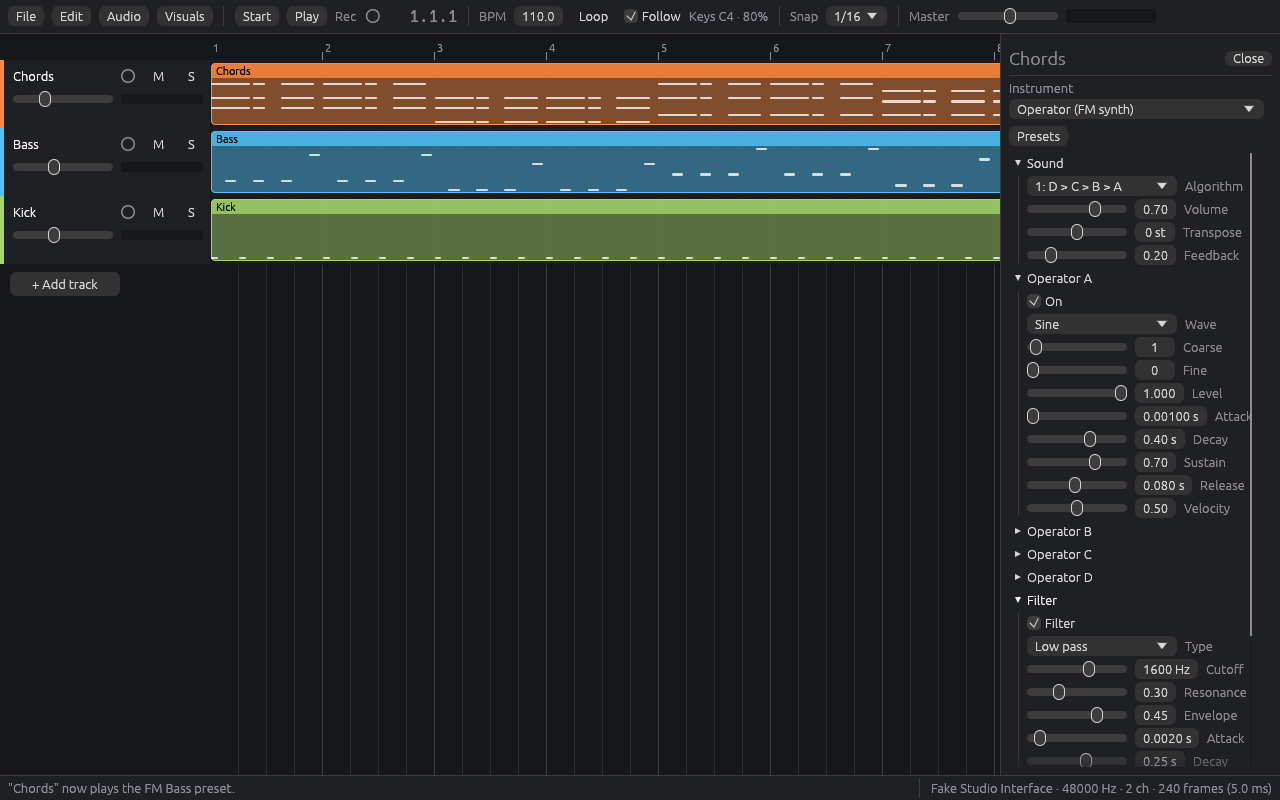 File Edit Audio Visuals Start Play Rec 1.1.1 BPM 110.0 Loop Follow Keys C4 · 80% Snap 1/16 Master
1 2 3 4 5 6 7 8
Chords M S
Chords
Bass M S
Bass
Kick M S
Kick
+ Add track
Chords Close
Instrument
Operator (FM synth)
Presets
Sound
1: D > C > B > A Algorithm
0.70 Volume
0 st Transpose
0.20 Feedback
Operator A
On
Sine Wave
1 Coarse
0 Fine
1.000 Level
0.00100 s Attack
0.40 s Decay
0.70 Sustain
0.080 s Release
0.50 Velocity
Operator B
Operator C
Operator D
Filter
Filter
Low pass Type
1600 Hz Cutoff
0.30 Resonance
0.45 Envelope
0.0020 s Attack
0.25 s Decay
"Chords" now plays the FM Bass preset. Fake Studio Interface · 48000 Hz · 2 ch · 240 frames (5.0 ms)